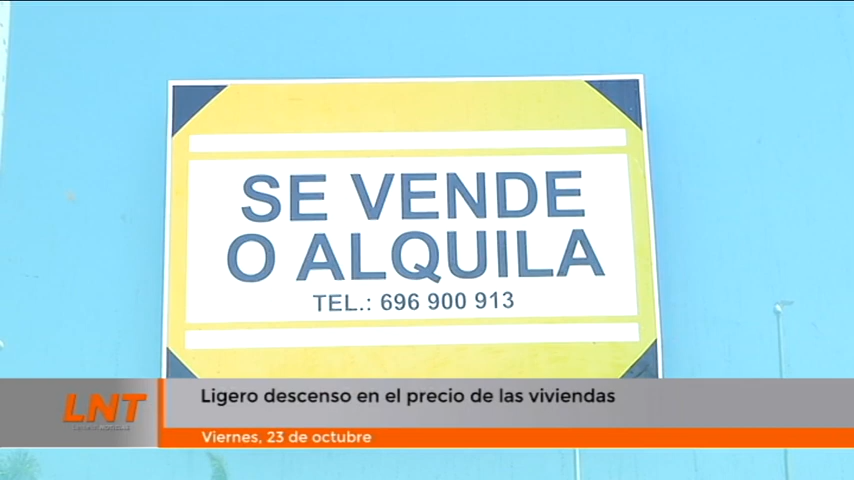 SE VENDE
O ALQUILA
TEL.: 696 900 913
LNT
Ligero descenso en el precio de las viviendas
Viernes, 23 de octubre